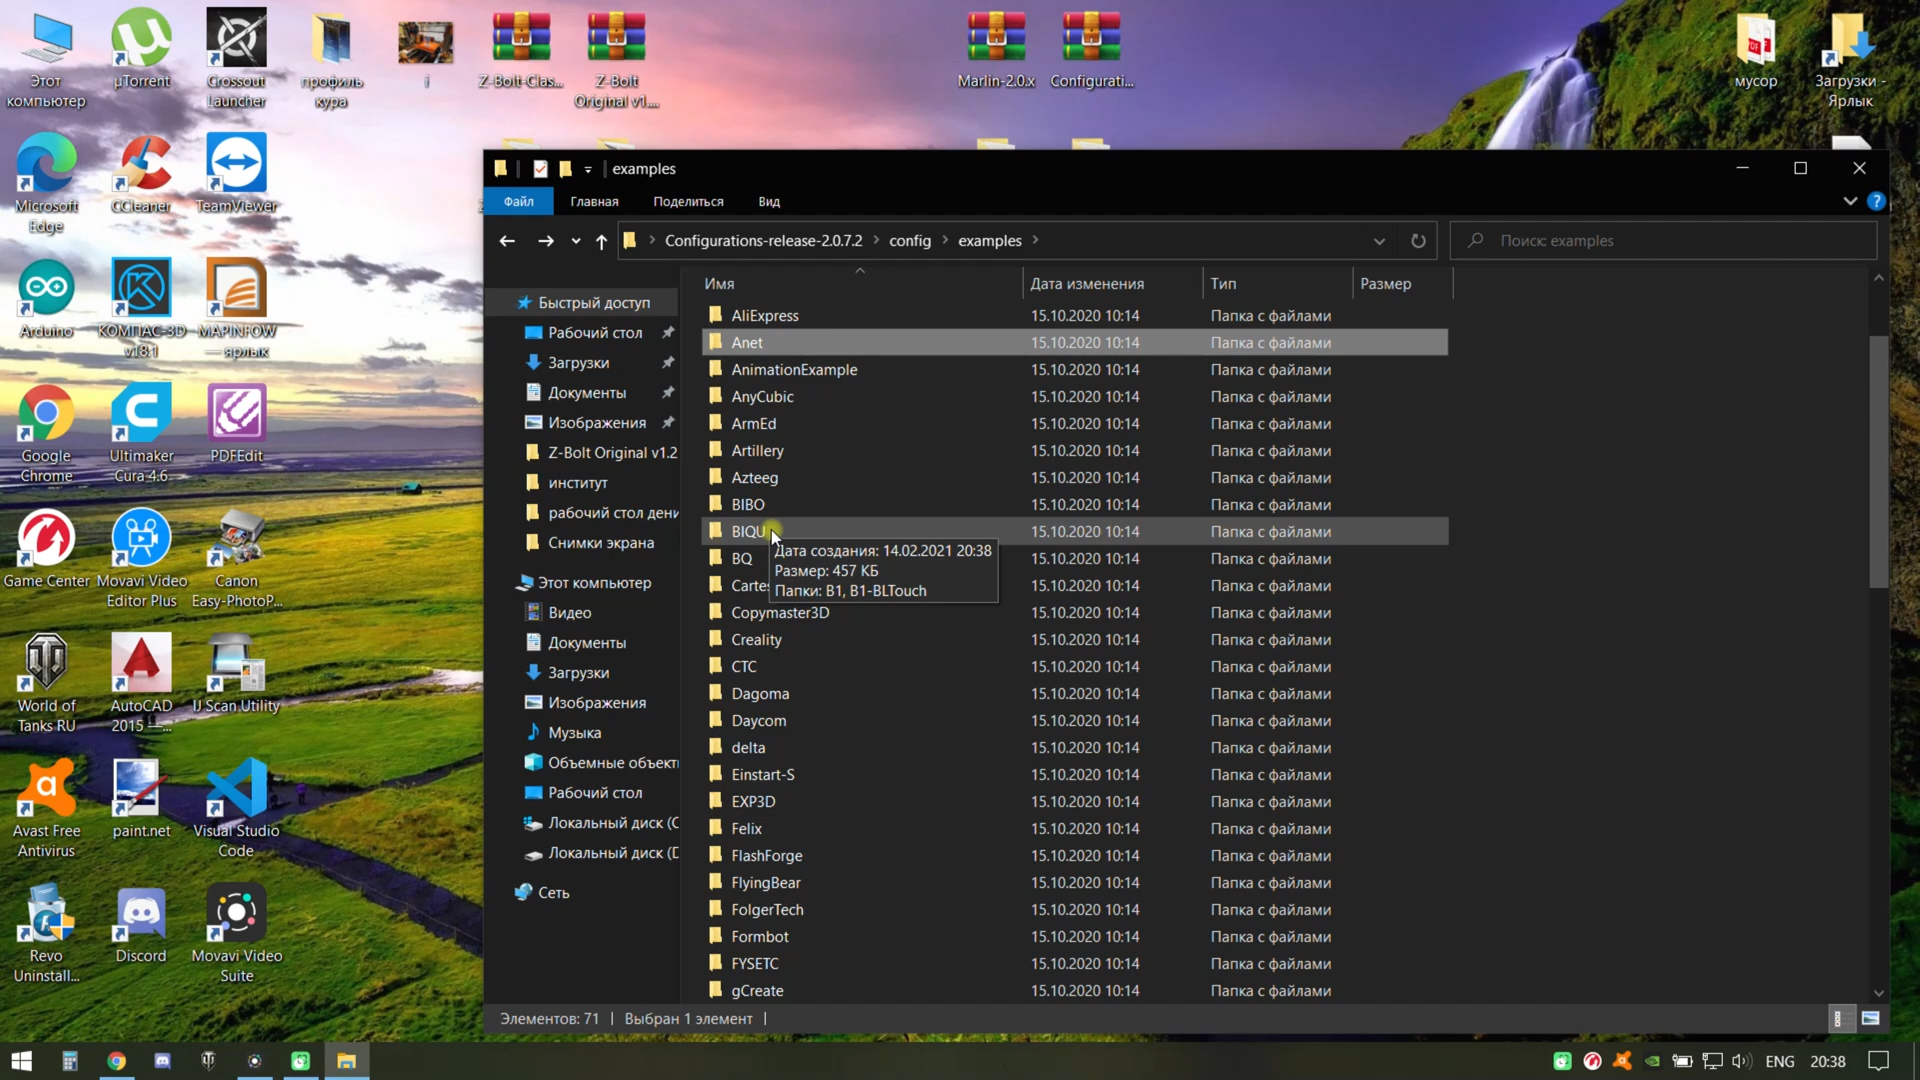 Этот компьютер
µTorrent
Crossout Launcher
профиль кура
i
Z-Bolt-Clas...
Z-Bolt Original v1....
Marlin-2.0.x
Configurati...
мусор
Загрузки - Ярлык
Microsoft Edge
CCleaner
TeamViewer
Arduino
КОМПАС-3D v18.1
MAPINFOW — ярлык
Google Chrome
Ultimaker Cura 4.6
PDFEdit
Game Center
Movavi Video Editor Plus
Canon Easy-PhotoP...
World of Tanks RU
AutoCAD 2015 —...
IJ Scan Utility
Avast Free Antivirus
paint.net
Visual Studio Code
Revo Uninstall...
Discord
Movavi Video Suite
examples
Файл Главная Поделиться Вид
Configurations-release-2.0.7.2 config examples
Поиск: examples
Быстрый доступ
Рабочий стол
Загрузки
Документы
Изображения
Z-Bolt Original v1.2
институт
рабочий стол дени
Снимки экрана
Этот компьютер
Видео
Документы
Загрузки
Изображения
Музыка
Объемные объект
Рабочий стол
Локальный диск (C
Локальный диск (D
Сеть
Имя Дата изменения Тип Размер
AliExpress 15.10.2020 10:14 Папка с файлами
Anet 15.10.2020 10:14 Папка с файлами
AnimationExample 15.10.2020 10:14 Папка с файлами
AnyCubic 15.10.2020 10:14 Папка с файлами
ArmEd 15.10.2020 10:14 Папка с файлами
Artillery 15.10.2020 10:14 Папка с файлами
Azteeg 15.10.2020 10:14 Папка с файлами
BIBO 15.10.2020 10:14 Папка с файлами
BIQU 15.10.2020 10:14 Папка с файлами
BQ 15.10.2020 10:14 Папка с файлами
Cartes 15.10.2020 10:14 Папка с файлами
Дата создания: 14.02.2021 20:38
Размер: 457 КБ
Папки: B1, B1-BLTouch
Copymaster3D 15.10.2020 10:14 Папка с файлами
Creality 15.10.2020 10:14 Папка с файлами
CTC 15.10.2020 10:14 Папка с файлами
Dagoma 15.10.2020 10:14 Папка с файлами
Daycom 15.10.2020 10:14 Папка с файлами
delta 15.10.2020 10:14 Папка с файлами
Einstart-S 15.10.2020 10:14 Папка с файлами
EXP3D 15.10.2020 10:14 Папка с файлами
Felix 15.10.2020 10:14 Папка с файлами
FlashForge 15.10.2020 10:14 Папка с файлами
FlyingBear 15.10.2020 10:14 Папка с файлами
FolgerTech 15.10.2020 10:14 Папка с файлами
Formbot 15.10.2020 10:14 Папка с файлами
FYSETC 15.10.2020 10:14 Папка с файлами
gCreate 15.10.2020 10:14 Папка с файлами
Элементов: 71 Выбран 1 элемент
ENG 20:38